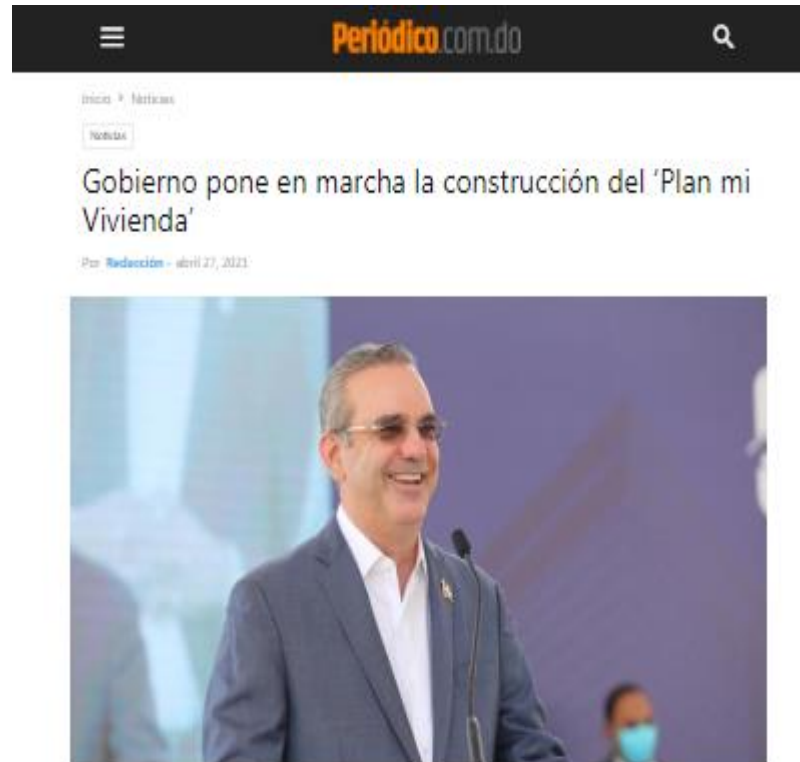 Periódico.com.do
Inicio > Noticias
Noticias
Gobierno pone en marcha la construcción del ‘Plan mi
Vivienda’
Por Redacción - abril 27, 2021